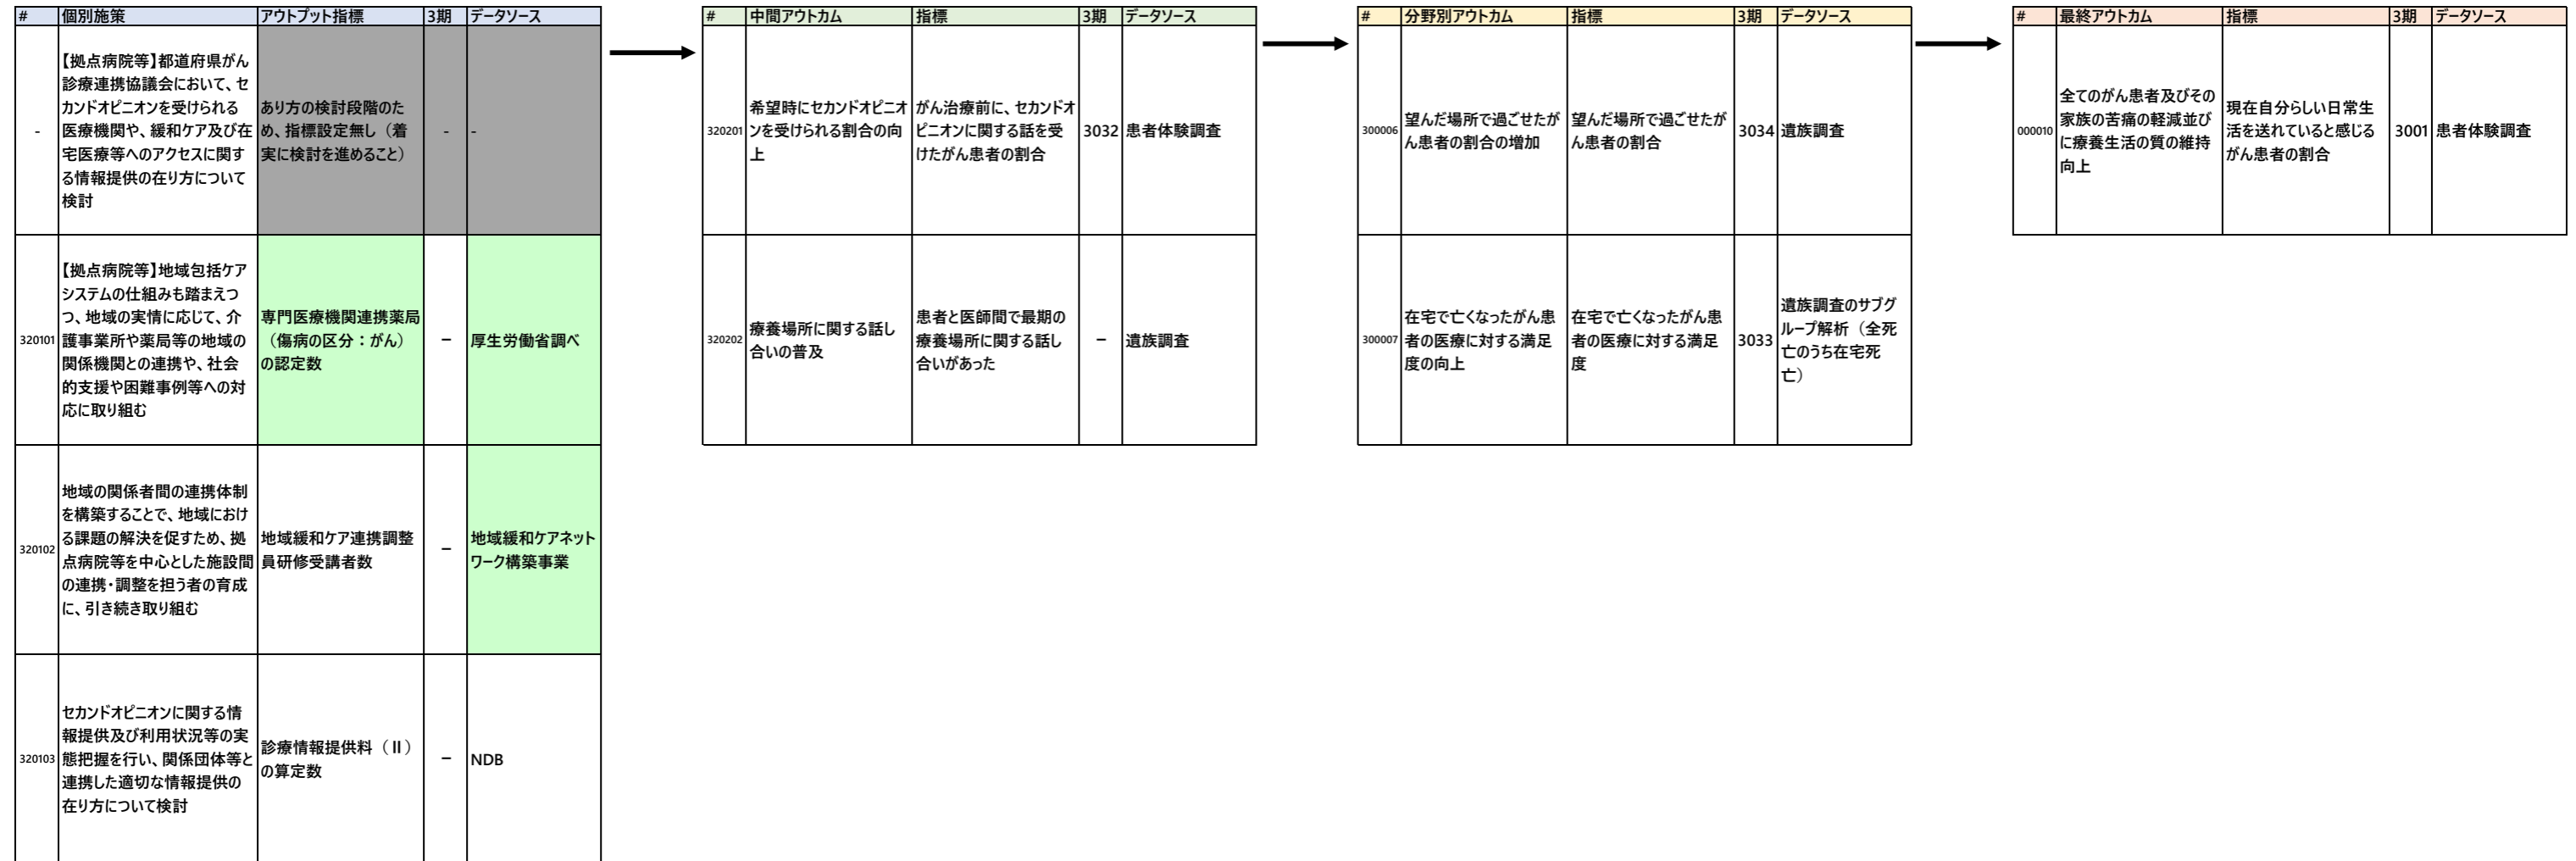 # 個別施策 アウトプット指標 3期 データソース
-
【拠点病院等】都道府県がん
診療連携協議会において、セ
カンドオピニオンを受けられる
医療機関や、緩和ケア及び在
宅医療等へのアクセスに関す
る情報提供の在り方について
検討
あり方の検討段階のた
め、指標設定無し（着
実に検討を進めること）
-
-
320101
【拠点病院等】地域包括ケア
システムの仕組みも踏まえつ
つ、地域の実情に応じて、介
護事業所や薬局等の地域の
関係機関との連携や、社会
的支援や困難事例等への対
応に取り組む
専門医療機関連携薬局
（傷病の区分：がん）
の認定数
－
厚生労働省調べ
320102
地域の関係者間の連携体制
を構築することで、地域におけ
る課題の解決を促すため、拠
点病院等を中心とした施設間
の連携・調整を担う者の育成
に、引き続き取り組む
地域緩和ケア連携調整
員研修受講者数
－
地域緩和ケアネット
ワーク構築事業
320103
セカンドオピニオンに関する情
報提供及び利用状況等の実
態把握を行い、関係団体等と
連携した適切な情報提供の
在り方について検討
診療情報提供料（Ⅱ）
の算定数
－
NDB
# 中間アウトカム 指標 3期 データソース
320201
希望時にセカンドオピニオ
ンを受けられる割合の向
上
がん治療前に、セカンドオ
ピニオンに関する話を受
けたがん患者の割合
3032
患者体験調査
320202
療養場所に関する話し
合いの普及
患者と医師間で最期の
療養場所に関する話し
合いがあった
－
遺族調査
# 分野別アウトカム 指標 3期 データソース
300006
望んだ場所で過ごせたが
ん患者の割合の増加
望んだ場所で過ごせたが
ん患者の割合
3034
遺族調査
300007
在宅で亡くなったがん患
者の医療に対する満足
度の向上
在宅で亡くなったがん患
者の医療に対する満足
度
3033
遺族調査のサブグ
ループ解析（全死
亡のうち在宅死
亡）
# 最終アウトカム 指標 3期 データソース
000010
全てのがん患者及びその
家族の苦痛の軽減並び
に療養生活の質の維持
向上
現在自分らしい日常生
活を送れていると感じる
がん患者の割合
3001
患者体験調査